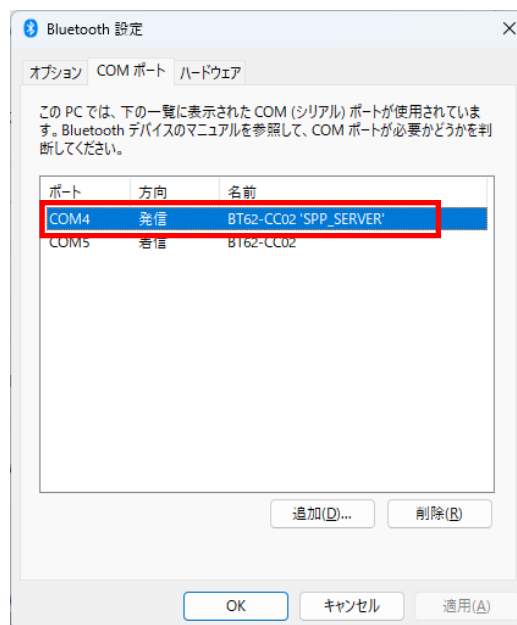 Bluetooth 設定
オプション COM ポート ハードウェア
この PC では、下の一覧に表示された COM (シリアル) ポートが使用されていま
す。Bluetooth デバイスのマニュアルを参照して、COM ポートが必要かどうかを判
断してください。
ポート 方向 名前
COM4 発信 BT62-CC02 'SPP_SERVER'
COM5 着信 BT62-CC02
追加(D)... 削除(R)
OK キャンセル 適用(A)